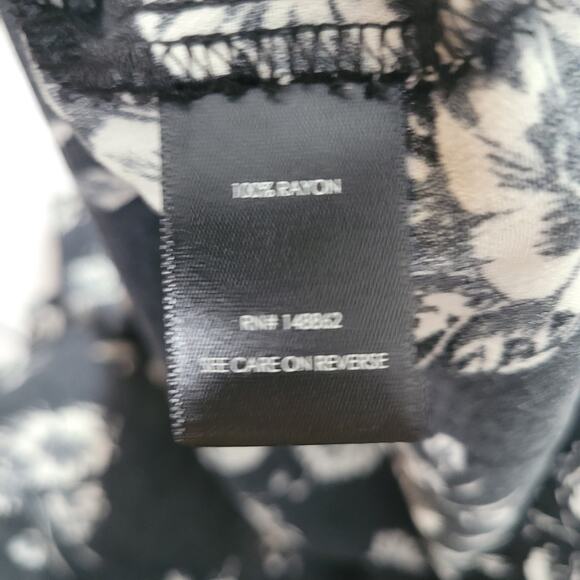 100% RAYON
RN# 148862
SEE CARE ON REVERSE